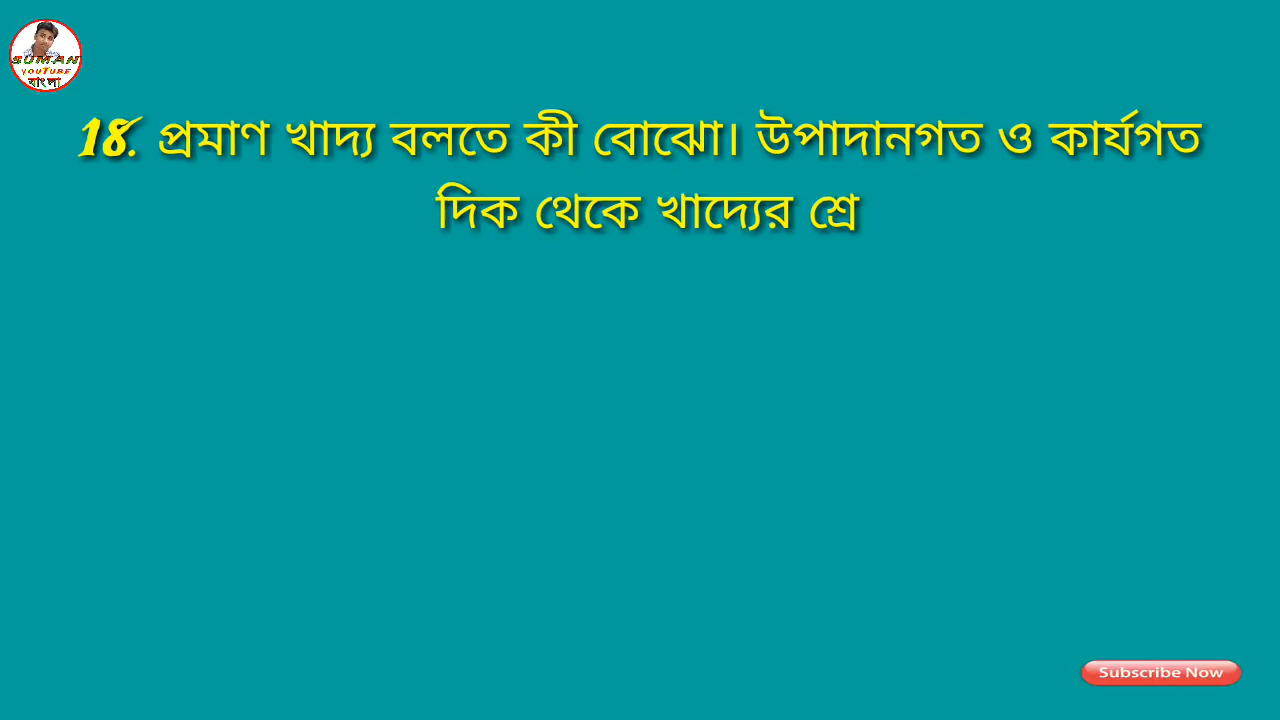 SUMAN
YOUTUBE
বাংলা
18. প্রমাণ খাদ্য বলতে কী বোঝো। উপাদানগত ও কার্যগত
দিক থেকে খাদ্যের শ্রে
Subscribe Now